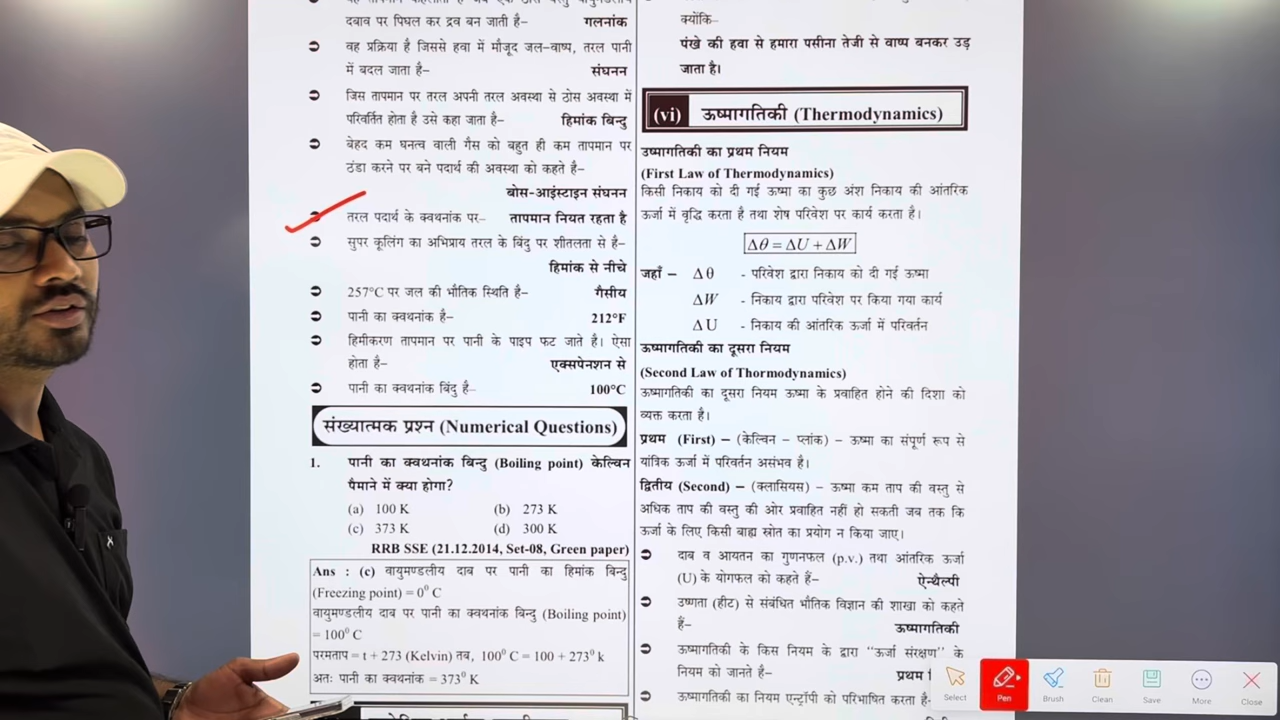 दबाव पर पिघल कर द्रव बन जाती है– गलनांक
वह प्रक्रिया है जिससे हवा में मौजूद जल-वाष्प, तरल पानी
में बदल जाता है– संघनन
जिस तापमान पर तरल अपनी तरल अवस्था से ठोस अवस्था में
परिवर्तित होता है उसे कहा जाता है– हिमांक बिन्दु
बेहद कम घनत्व वाली गैस को बहुत ही कम तापमान पर
ठंडा करने पर बने पदार्थ की अवस्था को कहते है–
बोस-आइंस्टाइन संघनन
तरल पदार्थ के क्वथनांक पर– तापमान नियत रहता है
सुपर कूलिंग का अभिप्राय तरल के बिंदु पर शीतलता से है–
हिमांक से नीचे
257°C पर जल की भौतिक स्थिति है– गैसीय
पानी का क्वथनांक है– 212°F
हिमीकरण तापमान पर पानी के पाइप फट जाते है। ऐसा
होता है– एक्सपेनशन से
पानी का क्वथनांक बिंदु है– 100°C
संख्यात्मक प्रश्न (Numerical Questions)
1. पानी का क्वथनांक बिन्दु (Boiling point) केल्विन
पैमाने में क्या होगा?
(a) 100 K (b) 273 K
(c) 373 K (d) 300 K
RRB SSE (21.12.2014, Set-08, Green paper)
Ans : (c) वायुमण्डलीय दाब पर पानी का हिमांक बिन्दु
(Freezing point) = 0⁰ C
वायुमण्डलीय दाब पर पानी का क्वथनांक बिन्दु (Boiling point)
= 100⁰ C
परमताप = t + 273 (Kelvin) तब, 100⁰ C = 100 + 273⁰ k
अतः पानी का क्वथनांक = 373⁰ K
क्योंकि–
पंखे की हवा से हमारा पसीना तेजी से वाष्प बनकर उड़
जाता है।
(vi) ऊष्मागतिकी (Thermodynamics)
उष्मागतिकी का प्रथम नियम
(First Law of Thermodynamics)
किसी निकाय को दी गई ऊष्मा का कुछ अंश निकाय की आंतरिक
ऊर्जा में वृद्धि करता है तथा शेष परिवेश पर कार्य करता है।
Δθ = ΔU + ΔW
जहाँ – Δ θ - परिवेश द्वारा निकाय को दी गई ऊष्मा
ΔW - निकाय द्वारा परिवेश पर किया गया कार्य
Δ U - निकाय की आंतरिक ऊर्जा में परिवर्तन
ऊष्मागतिकी का दूसरा नियम
(Second Law of Thormodynamics)
ऊष्मागतिकी का दूसरा नियम ऊष्मा के प्रवाहित होने की दिशा को
व्यक्त करता है।
प्रथम (First) – (केल्विन – प्लांक) - ऊष्मा का संपूर्ण रूप से
यांत्रिक ऊर्जा में परिवर्तन असंभव है।
द्वितीय (Second) – (क्लासियस) – ऊष्मा कम ताप की वस्तु से
अधिक ताप की वस्तु की ओर प्रवाहित नहीं हो सकती जब तक कि
ऊर्जा के लिए किसी बाह्य स्रोत का प्रयोग न किया जाए।
दाब व आयतन का गुणनफल (p.v.) तथा आंतरिक ऊर्जा
(U) के योगफल को कहते हैं– ऐन्थैल्पी
उष्णता (हीट) से संबंधित भौतिक विज्ञान की शाखा को कहते
हैं– ऊष्मागतिकी
ऊष्मागतिकी के किस नियम के द्वारा ''ऊर्जा संरक्षण'' के
नियम को जानते है– प्रथम
ऊष्मागतिकी का नियम एन्ट्रॉपी को परिभाषित करता है-
Select Pen Brush Clean Save More Close